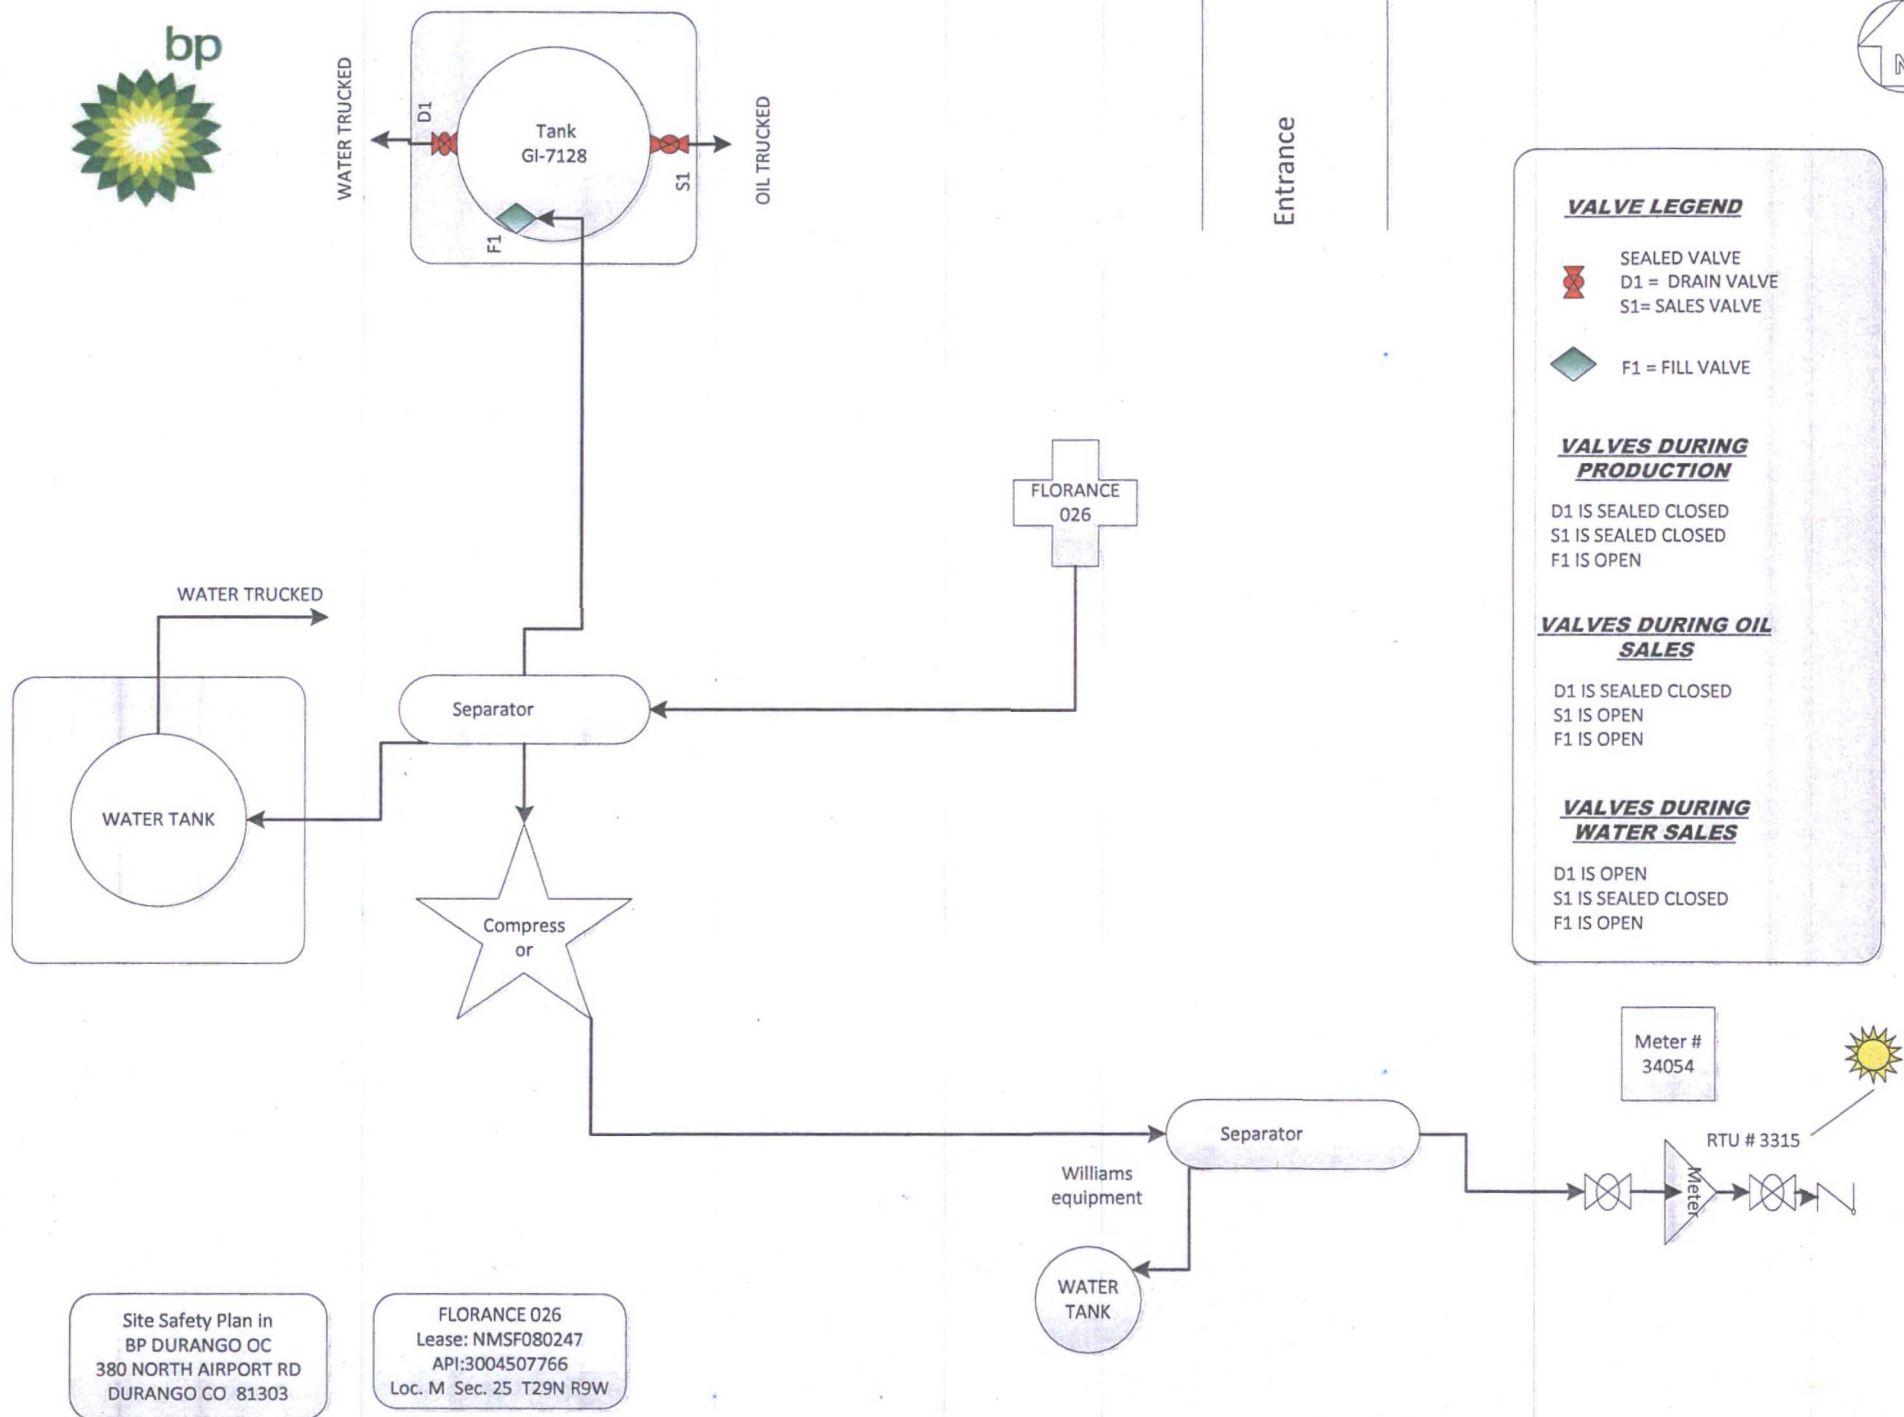 bp
WATER TRUCKED
D1
Tank
GI-7128
S1
OIL TRUCKED
F1
Entrance
N
VALVE LEGEND
SEALED VALVE
D1 = DRAIN VALVE
S1= SALES VALVE
F1 = FILL VALVE
VALVES DURING
PRODUCTION
D1 IS SEALED CLOSED
S1 IS SEALED CLOSED
F1 IS OPEN
VALVES DURING OIL
SALES
D1 IS SEALED CLOSED
S1 IS OPEN
F1 IS OPEN
VALVES DURING
WATER SALES
D1 IS OPEN
S1 IS SEALED CLOSED
F1 IS OPEN
FLORANCE
026
WATER TRUCKED
Separator
WATER TANK
Compress
or
Meter #
34054
RTU # 3315
Separator
Meter
Williams
equipment
WATER
TANK
Site Safety Plan in
BP DURANGO OC
380 NORTH AIRPORT RD
DURANGO CO 81303
FLORANCE 026
Lease: NMSF080247
API:3004507766
Loc. M Sec. 25 T29N R9W